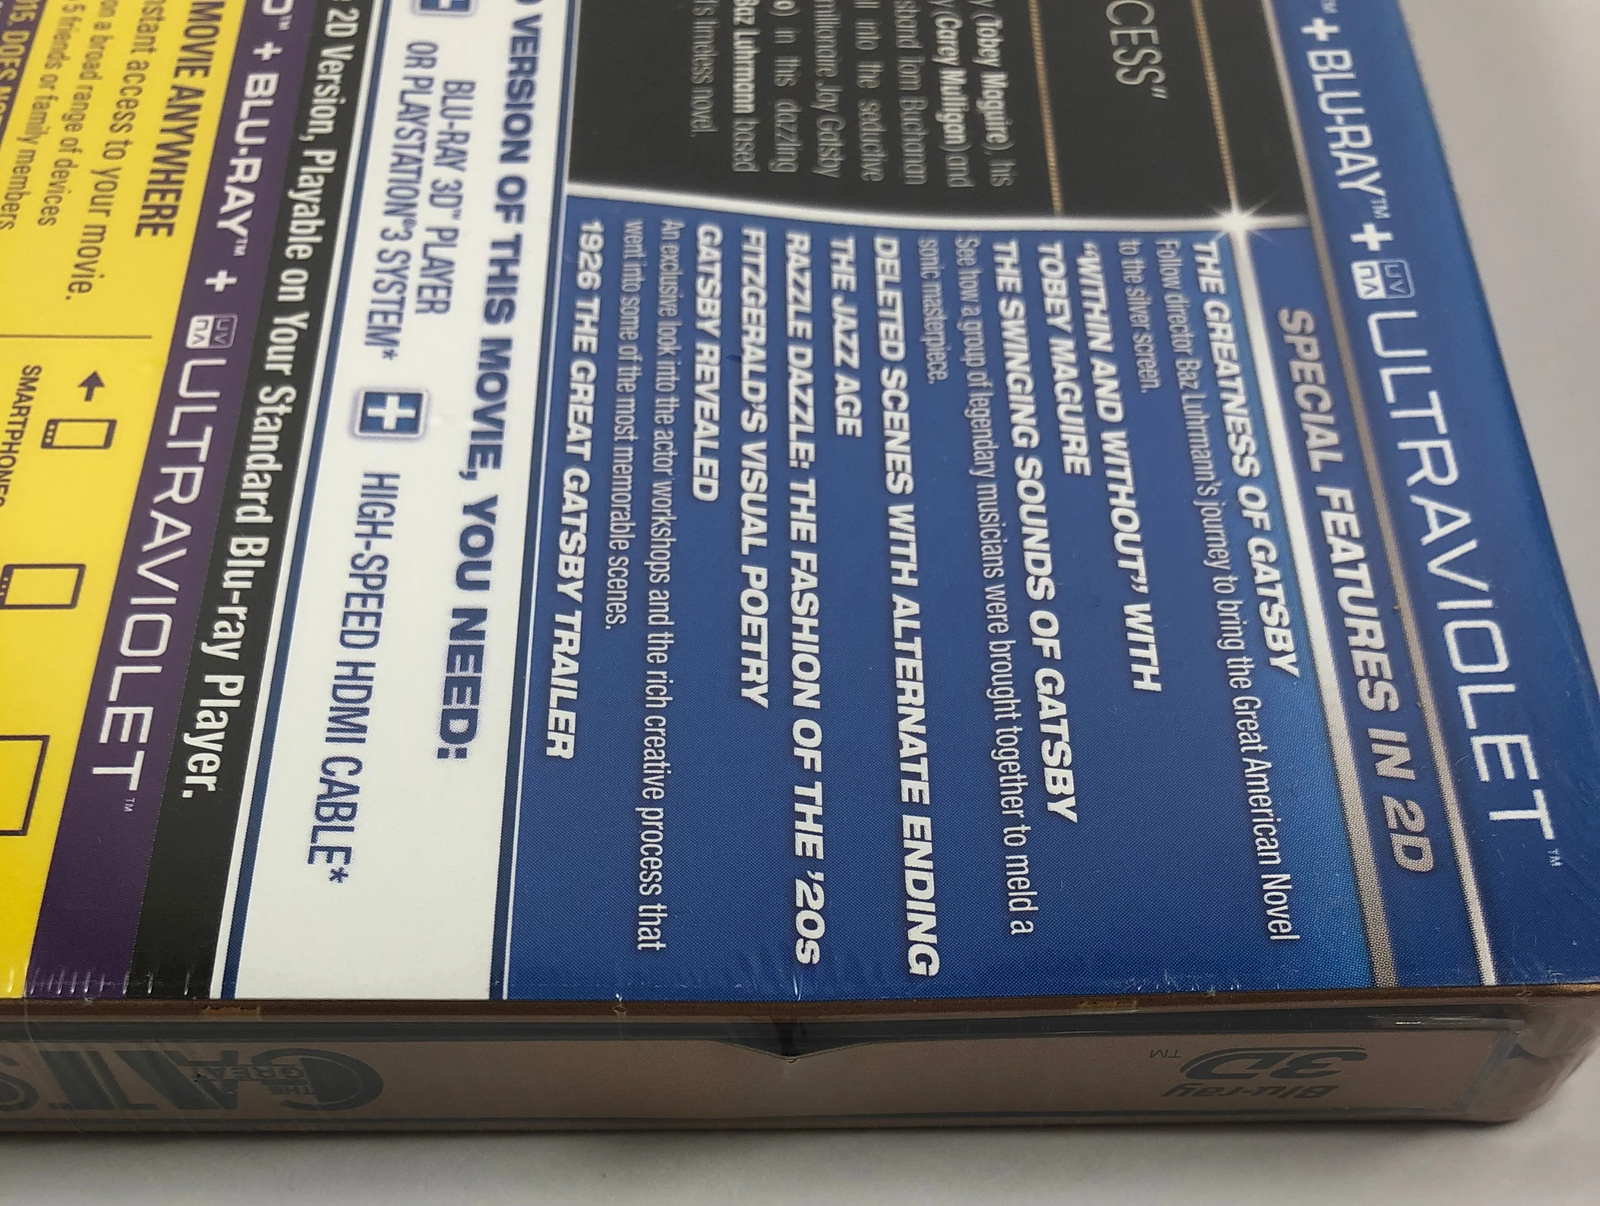 ™ + BLU-RAY™ + UV ULTRAVIOLET™
SPECIAL FEATURES IN 2D
THE GREATNESS OF GATSBY
Follow director Baz Luhrmann's journey to bring the Great American Novel
to the silver screen.
"WITHIN AND WITHOUT" WITH
TOBEY MAGUIRE
THE SWINGING SOUNDS OF GATSBY
See how a group of legendary musicians were brought together to meld a
sonic masterpiece.
DELETED SCENES WITH ALTERNATE ENDING
THE JAZZ AGE
RAZZLE DAZZLE: THE FASHION OF THE '20S
FITZGERALD'S VISUAL POETRY
GATSBY REVEALED
An exclusive look into the actor workshops and the rich creative process that
went into some of the most memorable scenes.
1926 THE GREAT GATSBY TRAILER
CCESS"
(Tobey Maguire), his
(Carey Mulligan) and
sband Tom Buchanan
into the seductive
millionaire Jay Gatsby
o) in this dazzling
Baz Luhrmann based
timeless novel.
VERSION OF THIS MOVIE, YOU NEED:
BLU-RAY 3D™ PLAYER
OR PLAYSTATION®3 SYSTEM*
HIGH-SPEED HDMI CABLE*
2D Version, Playable on Your Standard Blu-ray Player.
D™ + BLU-RAY™ + UV ULTRAVIOLET™
MOVIE ANYWHERE
nstant access to your movie.
on a broad range of devices
5 friends or family members
SMARTPHONES
THE GREAT GATS
Blu-ray 3D™